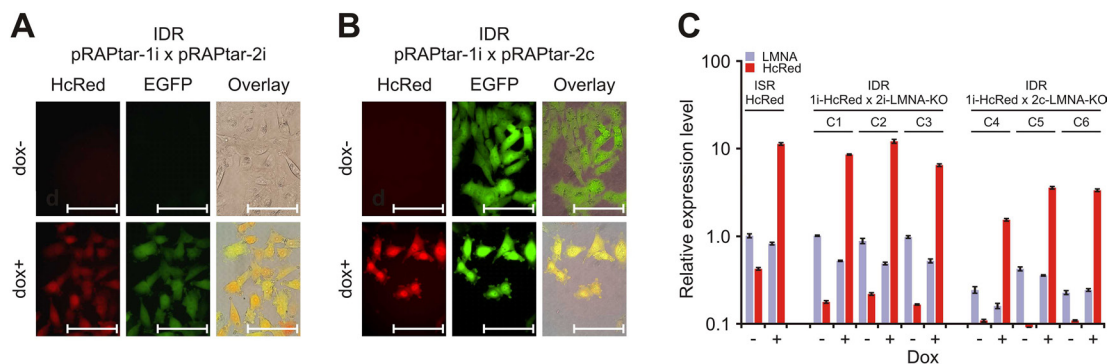 A
IDR
pRAPtar-1i x pRAPtar-2i
HcRed EGFP Overlay
dox-
d
dox+
B
IDR
pRAPtar-1i x pRAPtar-2c
HcRed EGFP Overlay
dox-
d
dox+
C
LMNA
HcRed
ISR
HcRed
IDR
1i-HcRed x 2i-LMNA-KO
C1 C2 C3
IDR
1i-HcRed x 2c-LMNA-KO
C4 C5 C6
Relative expression level
100
10
1.0
0.1
- + - + - + - + - + - + - +
Dox